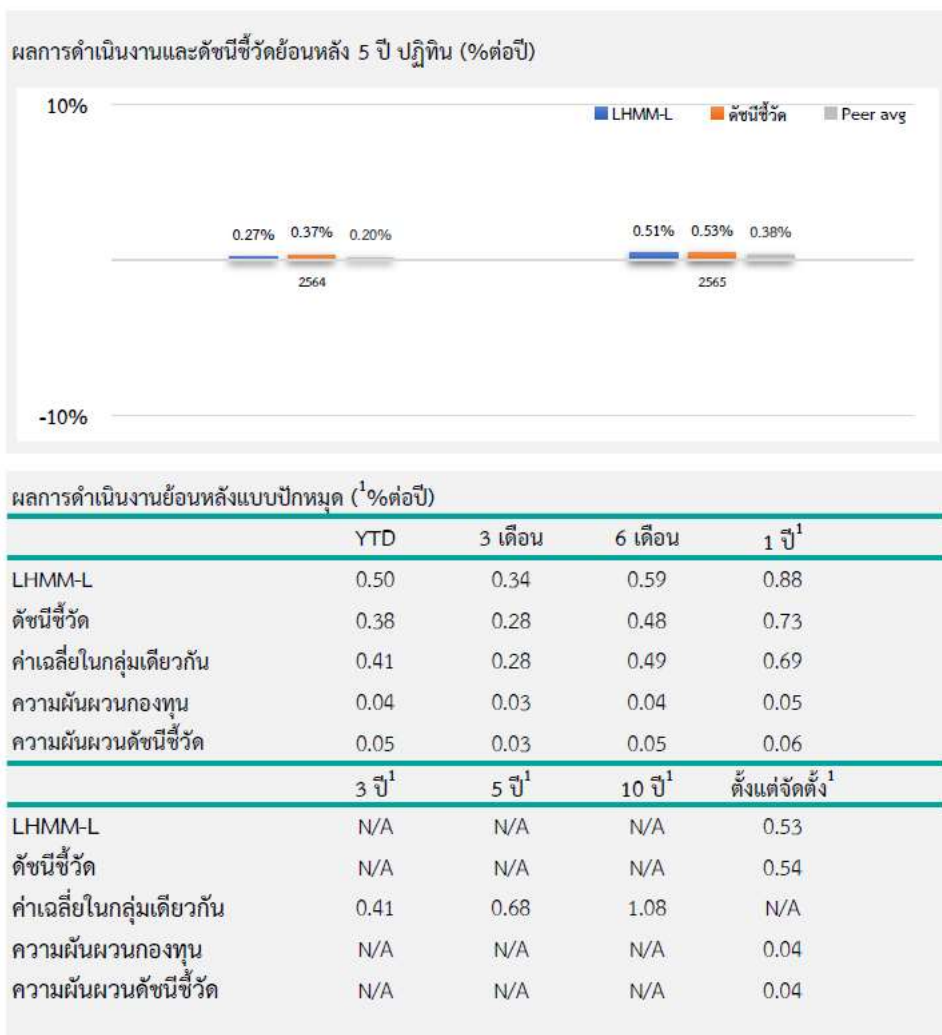 ผลการดำเนินงานและดัชนีชี้วัดย้อนหลัง 5 ปี ปฏิทิน (%ต่อปี)
10%
LHMM-L ดัชนีชี้วัด Peer avg
0.27% 0.37% 0.20% 0.51% 0.53% 0.38%
2564 2565
-10%
ผลการดำเนินงานย้อนหลังแบบปักหมุด (¹%ต่อปี)
YTD 3 เดือน 6 เดือน 1 ปี¹
LHMM-L 0.50 0.34 0.59 0.88
ดัชนีชี้วัด 0.38 0.28 0.48 0.73
ค่าเฉลี่ยในกลุ่มเดียวกัน 0.41 0.28 0.49 0.69
ความผันผวนกองทุน 0.04 0.03 0.04 0.05
ความผันผวนดัชนีชี้วัด 0.05 0.03 0.05 0.06
3 ปี¹ 5 ปี¹ 10 ปี¹ ตั้งแต่จัดตั้ง¹
LHMM-L N/A N/A N/A 0.53
ดัชนีชี้วัด N/A N/A N/A 0.54
ค่าเฉลี่ยในกลุ่มเดียวกัน 0.41 0.68 1.08 N/A
ความผันผวนกองทุน N/A N/A N/A 0.04
ความผันผวนดัชนีชี้วัด N/A N/A N/A 0.04